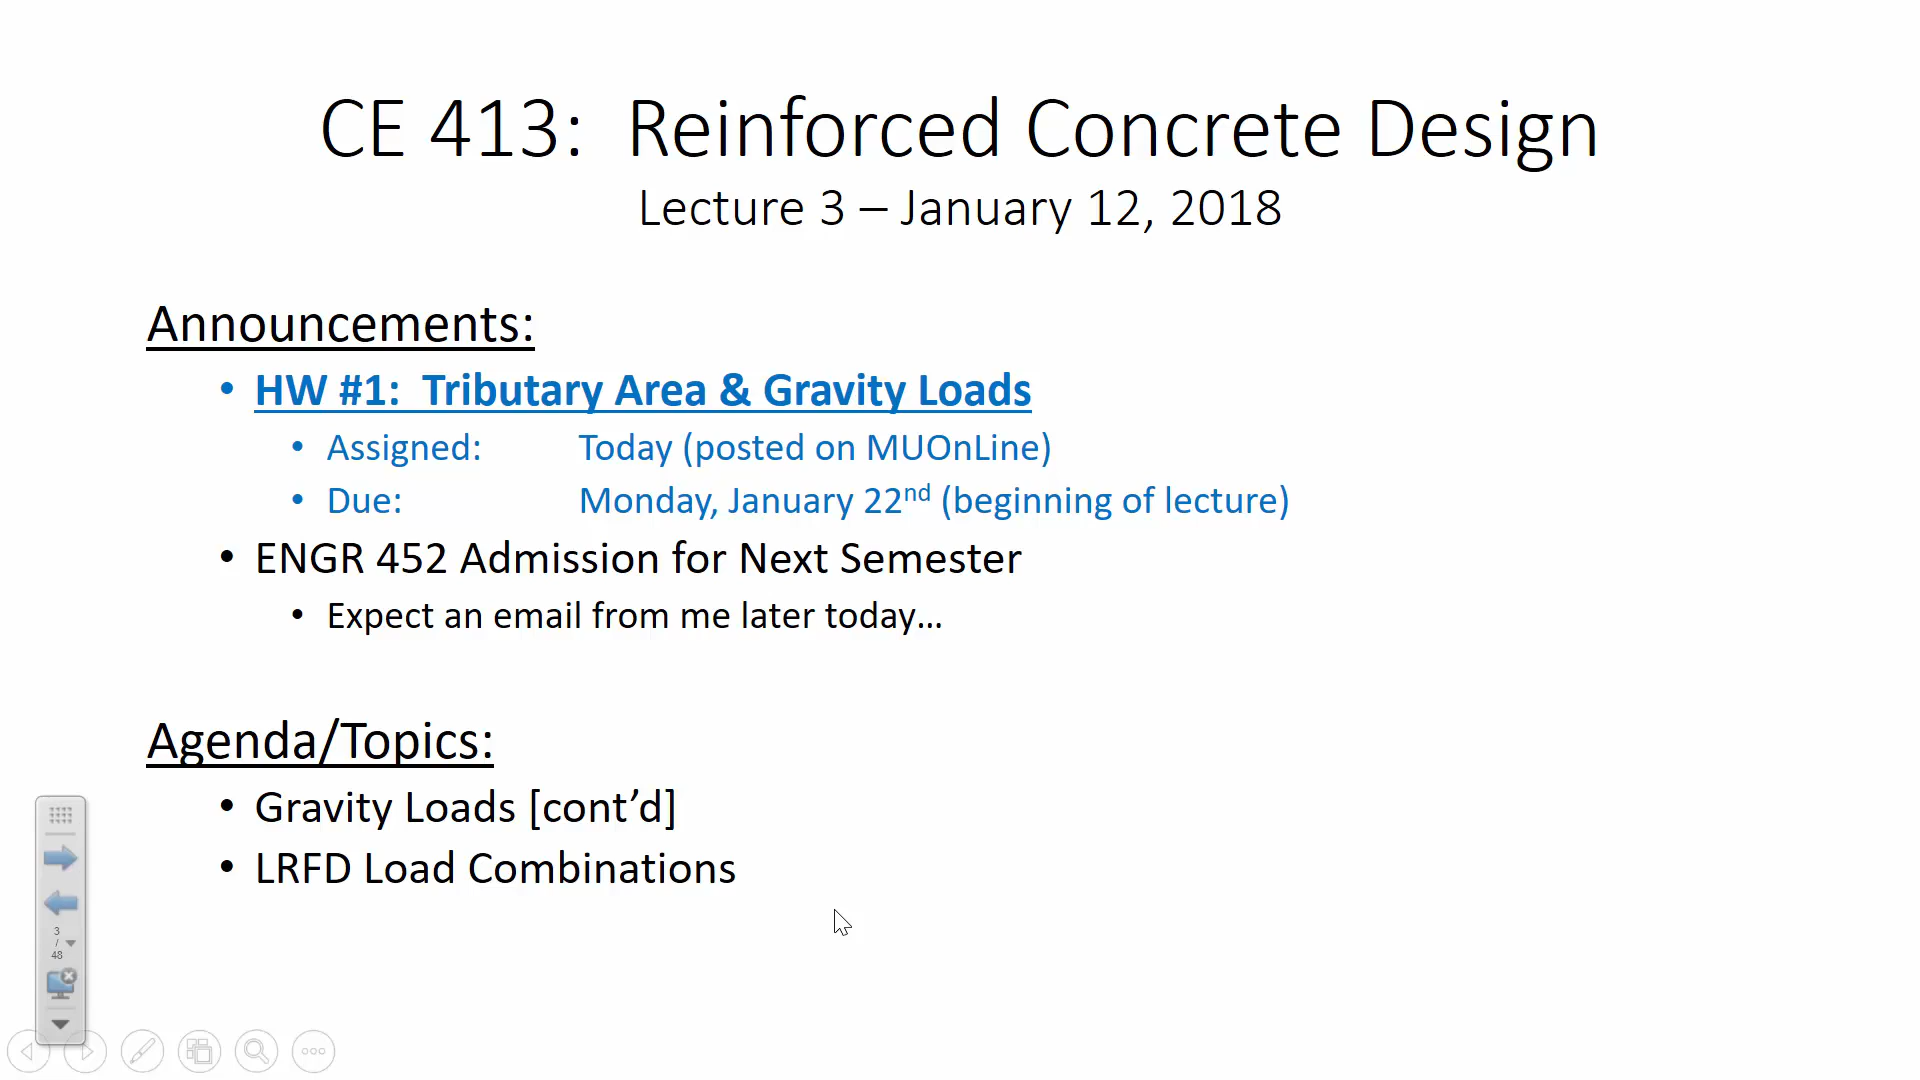 CE 413: Reinforced Concrete Design
Lecture 3 – January 12, 2018
Announcements:
• HW #1: Tributary Area & Gravity Loads
• Assigned: Today (posted on MUOnLine)
• Due: Monday, January 22nd (beginning of lecture)
• ENGR 452 Admission for Next Semester
• Expect an email from me later today…
Agenda/Topics:
• Gravity Loads [cont’d]
• LRFD Load Combinations
3
/
48